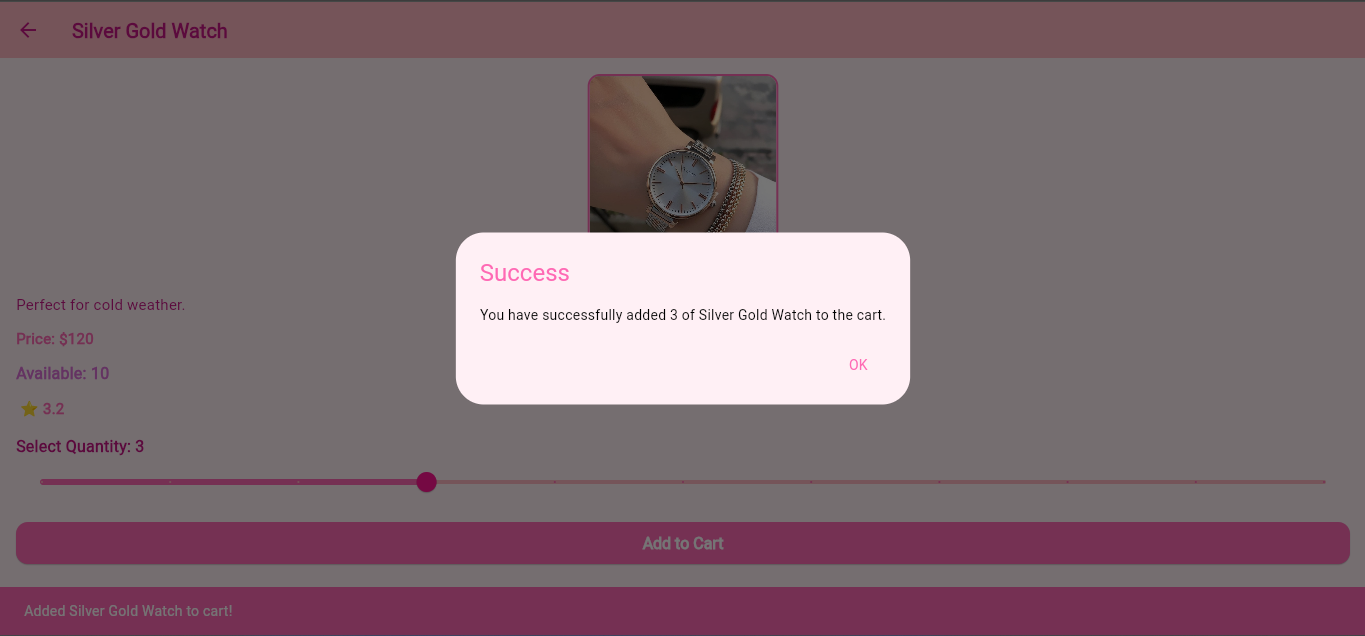 Silver Gold Watch
Success
You have successfully added 3 of Silver Gold Watch to the cart.
OK
Perfect for cold weather.
Price: $120
Available: 10
⭐ 3.2
Select Quantity: 3
Add to Cart
Added Silver Gold Watch to cart!